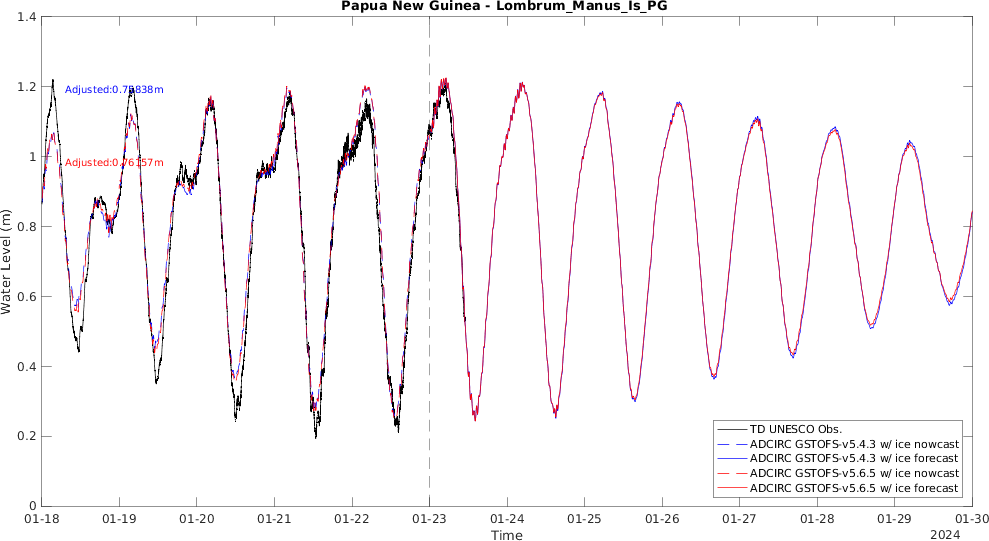 Papua New Guinea - Lombrum_Manus_Is_PG
1.4
1.2
1
0.8
0.6
0.4
0.2
0
Water Level (m)
Adjusted:0.75838m
Adjusted:0.76157m
TD UNESCO Obs.
ADCIRC GSTOFS-v5.4.3 w/ ice nowcast
ADCIRC GSTOFS-v5.4.3 w/ ice forecast
ADCIRC GSTOFS-v5.6.5 w/ ice nowcast
ADCIRC GSTOFS-v5.6.5 w/ ice forecast
01-18 01-19 01-20 01-21 01-22 01-23 01-24 01-25 01-26 01-27 01-28 01-29 01-30
Time
2024